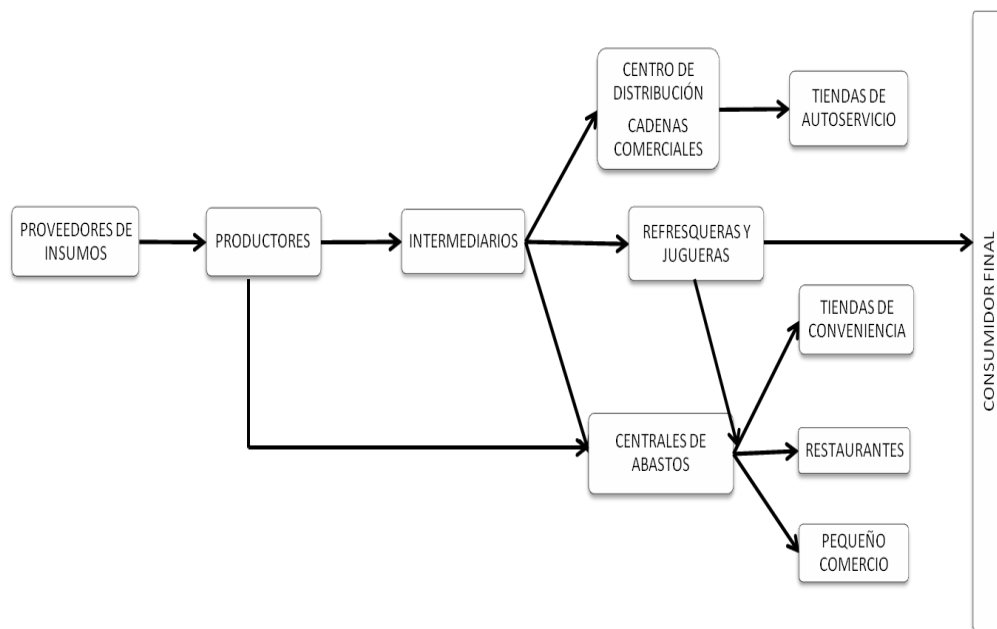 PROVEEDORES DE
INSUMOS
PRODUCTORES
INTERMEDIARIOS
CENTRO DE
DISTRIBUCIÓN
CADENAS
COMERCIALES
TIENDAS DE
AUTOSERVICIO
REFRESQUERAS Y
JUGUERAS
TIENDAS DE
CONVENIENCIA
CENTRALES DE
ABASTOS
RESTAURANTES
PEQUEÑO
COMERCIO
CONSUMIDOR FINAL